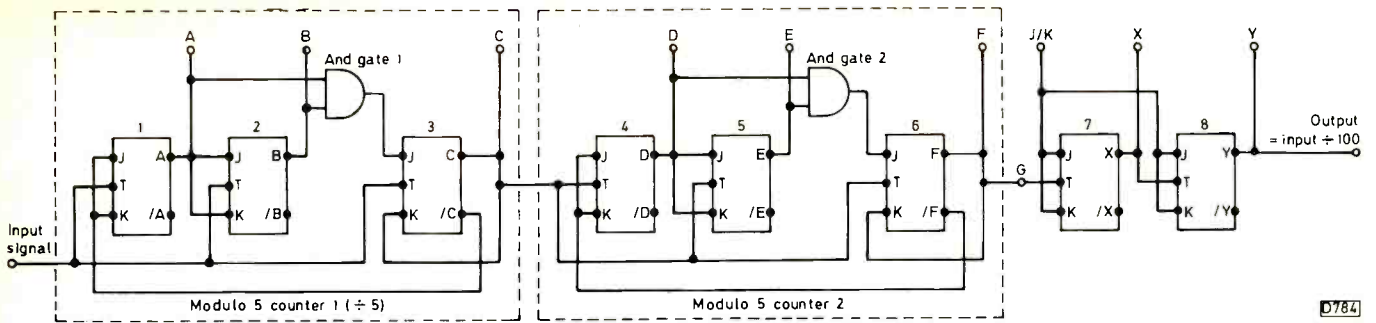 A B C D E F J/K X Y
And gate 1
And gate 2
1 2 3 4 5 6 7 8
J A J B J C J D J E J F J X J Y
Output
= input ÷ 100
T T T T T T G T T
K /A K /B K /C K /D K /E K /F K /X K /Y
Input
signal
Modulo 5 counter 1 (÷ 5)
Modulo 5 counter 2
D784